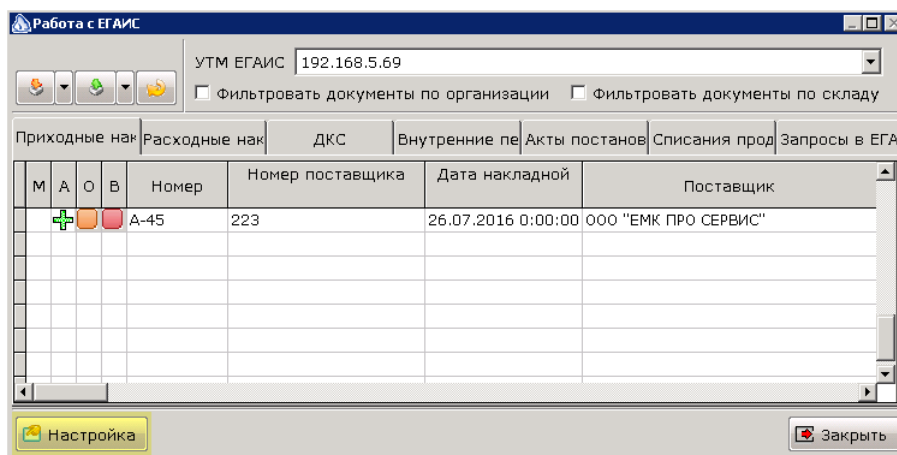 Работа с ЕГАИС
УТМ ЕГАИС 192.168.5.69
Фильтровать документы по организации Фильтровать документы по складу
Приходные нак Расходные нак ДКС Внутренние пе Акты постанов Списания прод Запросы в ЕГА
М А О В Номер Номер поставщика Дата накладной Поставщик
А-45 223 26.07.2016 0:00:00 ООО "ЕМК ПРО СЕРВИС"
Настройка Закрыть